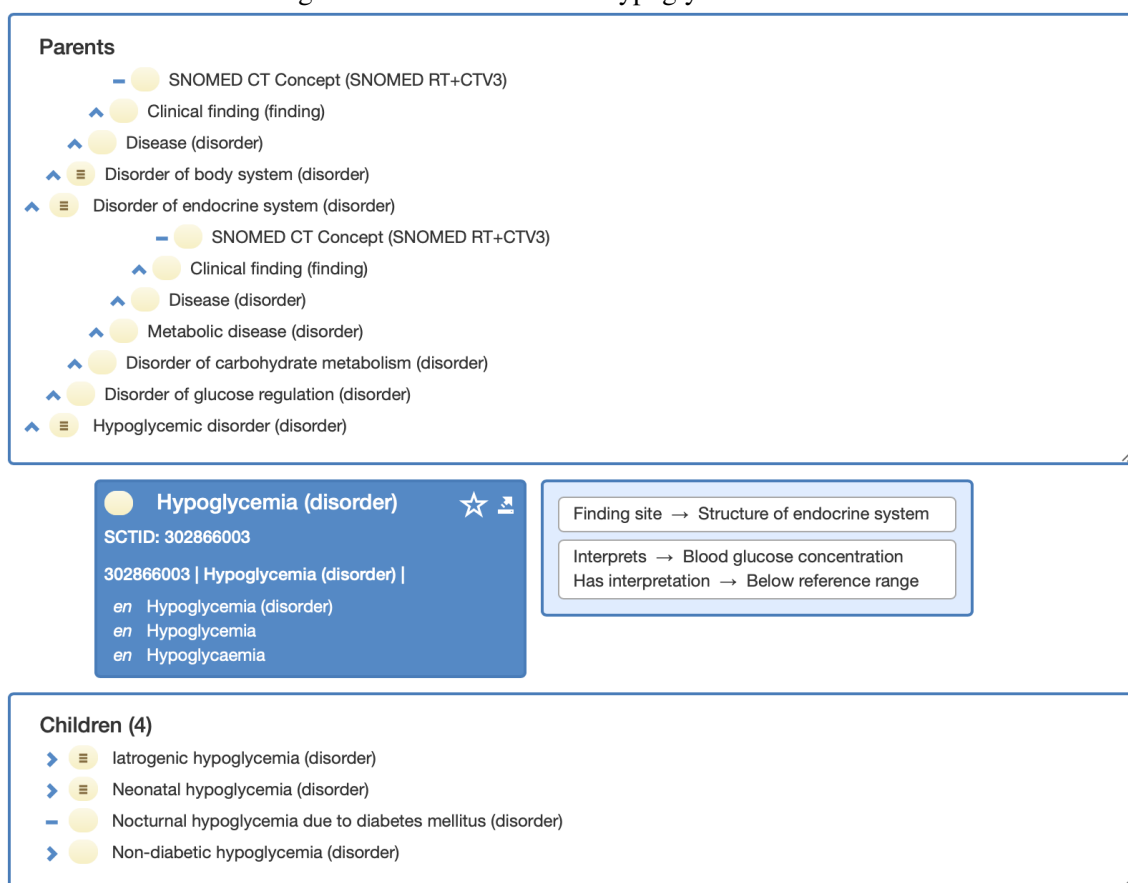 Parents
SNOMED CT Concept (SNOMED RT+CTV3)
Clinical finding (finding)
Disease (disorder)
Disorder of body system (disorder)
Disorder of endocrine system (disorder)
SNOMED CT Concept (SNOMED RT+CTV3)
Clinical finding (finding)
Disease (disorder)
Metabolic disease (disorder)
Disorder of carbohydrate metabolism (disorder)
Disorder of glucose regulation (disorder)
Hypoglycemic disorder (disorder)
Hypoglycemia (disorder)
SCTID: 302866003
302866003 | Hypoglycemia (disorder) |
en Hypoglycemia (disorder)
en Hypoglycemia
en Hypoglycaemia
Finding site → Structure of endocrine system
Interprets → Blood glucose concentration
Has interpretation → Below reference range
Children (4)
Iatrogenic hypoglycemia (disorder)
Neonatal hypoglycemia (disorder)
Nocturnal hypoglycemia due to diabetes mellitus (disorder)
Non-diabetic hypoglycemia (disorder)